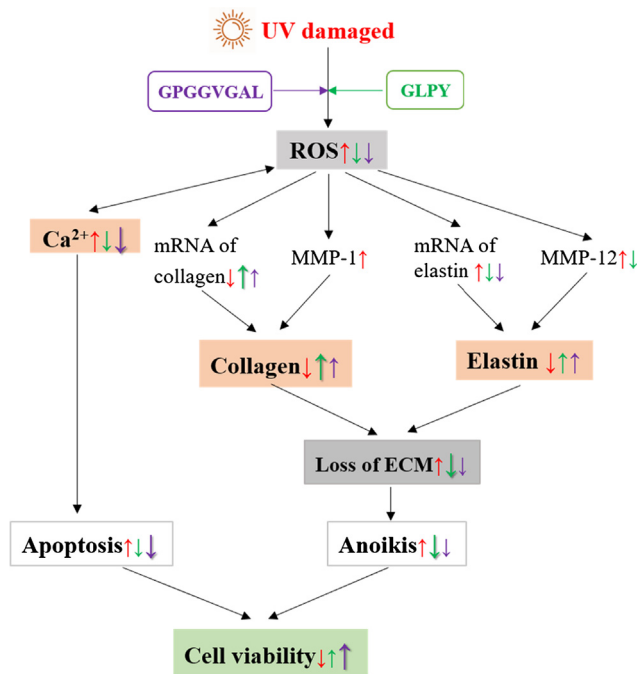 UV damaged
GPGGVGAL
GLPY
ROS↑↓↓
Ca²⁺↑↓↓
mRNA of
collagen↓↑↑
MMP-1↑
mRNA of
elastin ↑↓↓
MMP-12↑↓
Collagen↓↑↑
Elastin ↓↑↑
Loss of ECM↑↓↓
Apoptosis↑↓↓
Anoikis↑↓↓
Cell viability↓↑↑